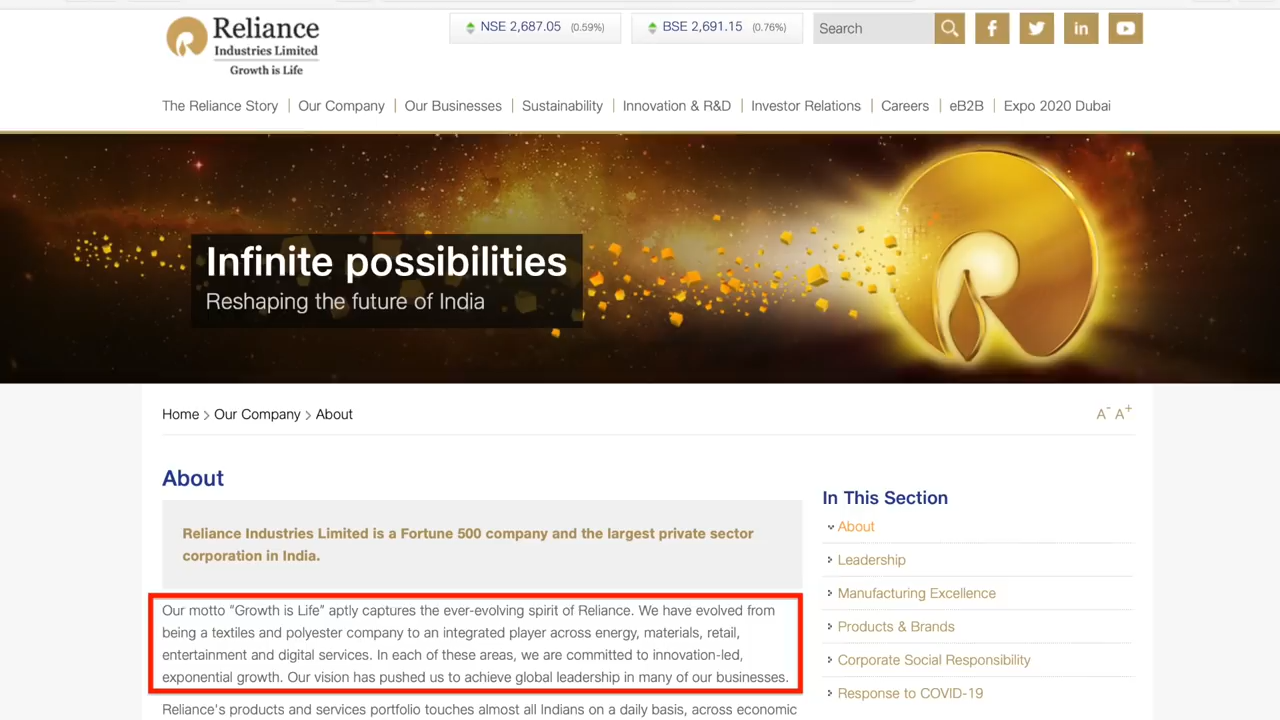 Reliance
Industries Limited
Growth is Life
NSE 2,687.05 (0.59%)
BSE 2,691.15 (0.76%)
Search
The Reliance Story
Our Company
Our Businesses
Sustainability
Innovation & R&D
Investor Relations
Careers
eB2B
Expo 2020 Dubai
Infinite possibilities
Reshaping the future of India
Home > Our Company > About
A- A+
About
Reliance Industries Limited is a Fortune 500 company and the largest private sector
corporation in India.
Our motto “Growth is Life” aptly captures the ever-evolving spirit of Reliance. We have evolved from
being a textiles and polyester company to an integrated player across energy, materials, retail,
entertainment and digital services. In each of these areas, we are committed to innovation-led,
exponential growth. Our vision has pushed us to achieve global leadership in many of our businesses.
Reliance's products and services portfolio touches almost all Indians on a daily basis, across economic
In This Section
About
Leadership
Manufacturing Excellence
Products & Brands
Corporate Social Responsibility
Response to COVID-19